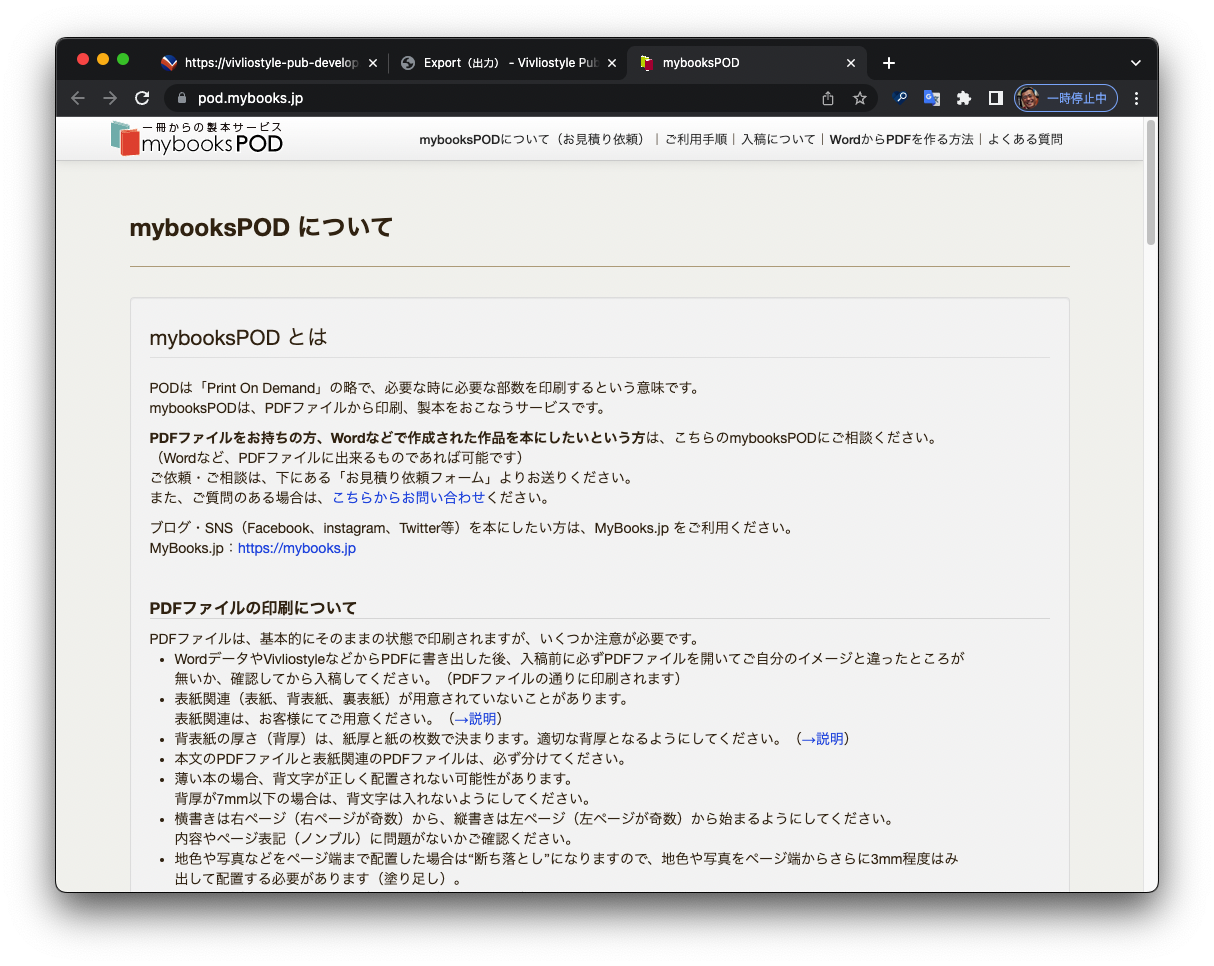 https://vivliostyle-pub-develop
Export（出力） - Vivliostyle Pub
mybooksPOD
pod.mybooks.jp
一時停止中
一冊からの製本サービス
mybooksPOD
mybooksPODについて（お見積り依頼）｜ご利用手順｜入稿について｜WordからPDFを作る方法｜よくある質問
mybooksPOD について
mybooksPOD とは
PODは「Print On Demand」の略で、必要な時に必要な部数を印刷するという意味です。
mybooksPODは、PDFファイルから印刷、製本をおこなうサービスです。
PDFファイルをお持ちの方、Wordなどで作成された作品を本にしたいという方は、こちらのmybooksPODにご相談ください。
（Wordなど、PDFファイルに出来るものであれば可能です）
ご依頼・ご相談は、下にある「お見積り依頼フォーム」よりお送りください。
また、ご質問のある場合は、こちらからお問い合わせください。
ブログ・SNS（Facebook、instagram、Twitter等）を本にしたい方は、MyBooks.jp をご利用ください。
MyBooks.jp：https://mybooks.jp
PDFファイルの印刷について
PDFファイルは、基本的にそのままの状態で印刷されますが、いくつか注意が必要です。
• WordデータやVivliostyleなどからPDFに書き出した後、入稿前に必ずPDFファイルを開いてご自分のイメージと違ったところが
無いか、確認してから入稿してください。（PDFファイルの通りに印刷されます）
• 表紙関連（表紙、背表紙、裏表紙）が用意されていないことがあります。
表紙関連は、お客様にてご用意ください。（→説明）
• 背表紙の厚さ（背厚）は、紙厚と紙の枚数で決まります。適切な背厚となるようにしてください。（→説明）
• 本文のPDFファイルと表紙関連のPDFファイルは、必ず分けてください。
• 薄い本の場合、背文字が正しく配置されない可能性があります。
背厚が7mm以下の場合は、背文字は入れないようにしてください。
• 横書きは右ページ（右ページが奇数）から、縦書きは左ページ（左ページが奇数）から始まるようにしてください。
内容やページ表記（ノンブル）に問題がないかご確認ください。
• 地色や写真などをページ端まで配置した場合は“断ち落とし”になりますので、地色や写真をページ端からさらに3mm程度はみ
出して配置する必要があります（塗り足し）。